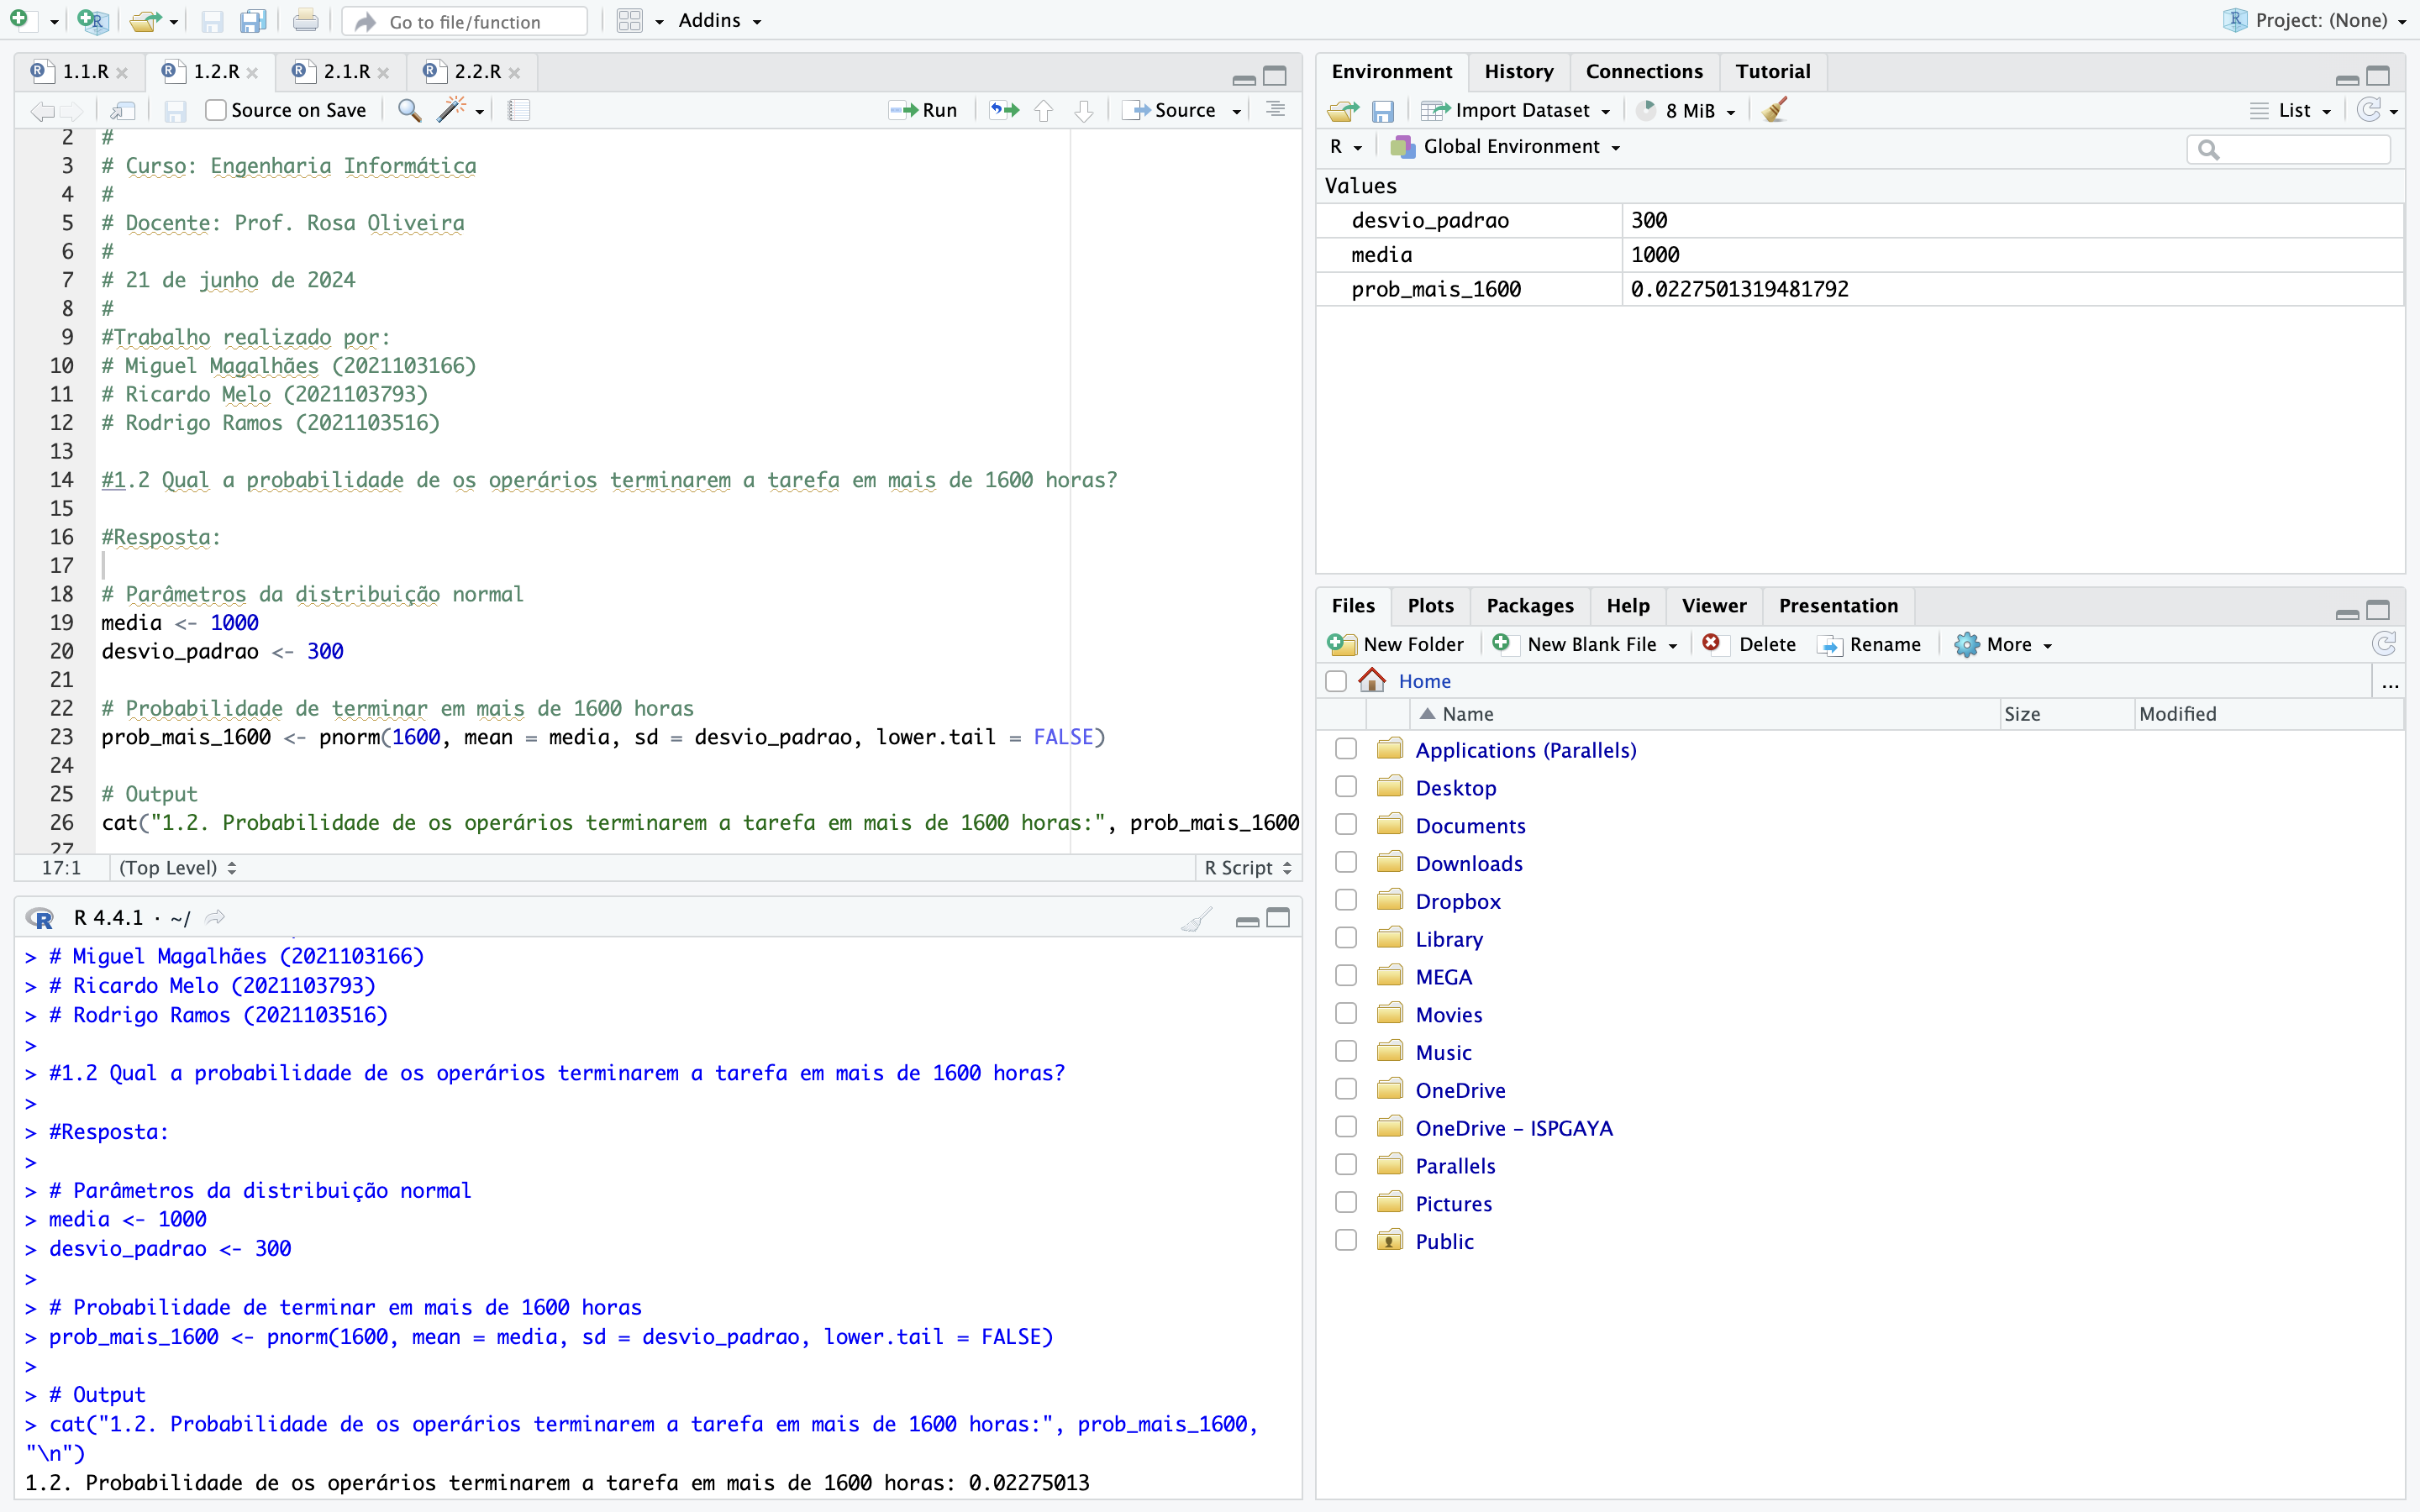 Go to file/function
Addins
Project: (None)
1.1.R
1.2.R
2.1.R
2.2.R
Source on Save
Run
Source
2 #
3 # Curso: Engenharia Informática
4 #
5 # Docente: Prof. Rosa Oliveira
6 #
7 # 21 de junho de 2024
8 #
9 #Trabalho realizado por:
10 # Miguel Magalhães (2021103166)
11 # Ricardo Melo (2021103793)
12 # Rodrigo Ramos (2021103516)
13
14 #1.2 Qual a probabilidade de os operários terminarem a tarefa em mais de 1600 horas?
15
16 #Resposta:
17
18 # Parâmetros da distribuição normal
19 media <- 1000
20 desvio_padrao <- 300
21
22 # Probabilidade de terminar em mais de 1600 horas
23 prob_mais_1600 <- pnorm(1600, mean = media, sd = desvio_padrao, lower.tail = FALSE)
24
25 # Output
26 cat("1.2. Probabilidade de os operários terminarem a tarefa em mais de 1600 horas:", prob_mais_1600
27
17:1 (Top Level) R Script
R 4.4.1 · ~/
> # Miguel Magalhães (2021103166)
> # Ricardo Melo (2021103793)
> # Rodrigo Ramos (2021103516)
>
> #1.2 Qual a probabilidade de os operários terminarem a tarefa em mais de 1600 horas?
>
> #Resposta:
>
> # Parâmetros da distribuição normal
> media <- 1000
> desvio_padrao <- 300
>
> # Probabilidade de terminar em mais de 1600 horas
> prob_mais_1600 <- pnorm(1600, mean = media, sd = desvio_padrao, lower.tail = FALSE)
>
> # Output
> cat("1.2. Probabilidade de os operários terminarem a tarefa em mais de 1600 horas:", prob_mais_1600,
"\n")
1.2. Probabilidade de os operários terminarem a tarefa em mais de 1600 horas: 0.02275013
Environment History Connections Tutorial
Import Dataset 8 MiB List
R Global Environment
Values
desvio_padrao 300
media 1000
prob_mais_1600 0.0227501319481792
Files Plots Packages Help Viewer Presentation
New Folder New Blank File Delete Rename More
Home ...
Name Size Modified
Applications (Parallels)
Desktop
Documents
Downloads
Dropbox
Library
MEGA
Movies
Music
OneDrive
OneDrive - ISPGAYA
Parallels
Pictures
Public